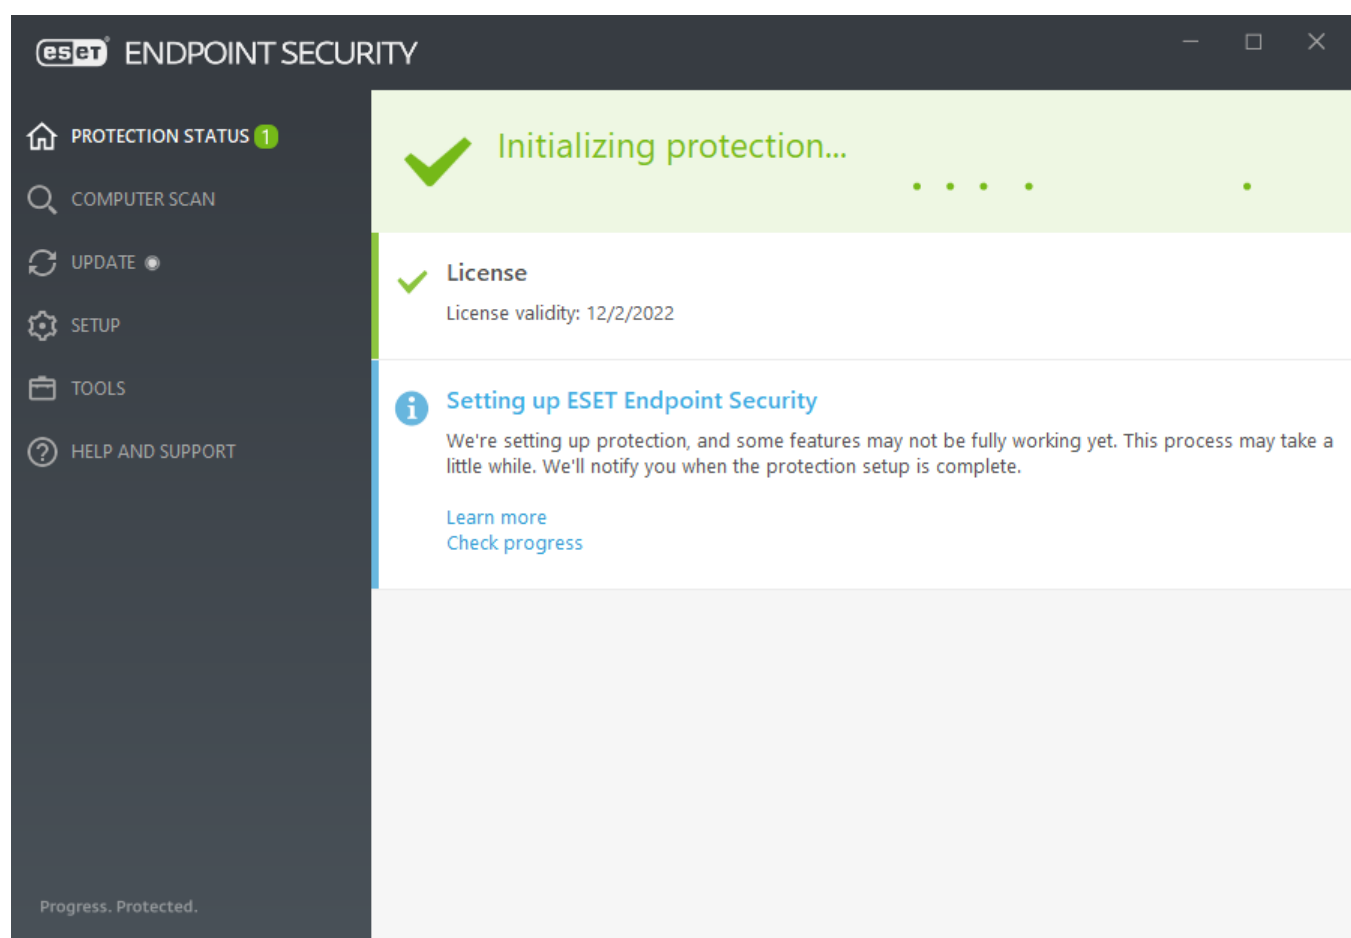 eseT ENDPOINT SECURITY
PROTECTION STATUS 1
COMPUTER SCAN
UPDATE
SETUP
TOOLS
HELP AND SUPPORT
Progress. Protected.
Initializing protection...
License
License validity: 12/2/2022
Setting up ESET Endpoint Security
We're setting up protection, and some features may not be fully working yet. This process may take a
little while. We'll notify you when the protection setup is complete.
Learn more
Check progress